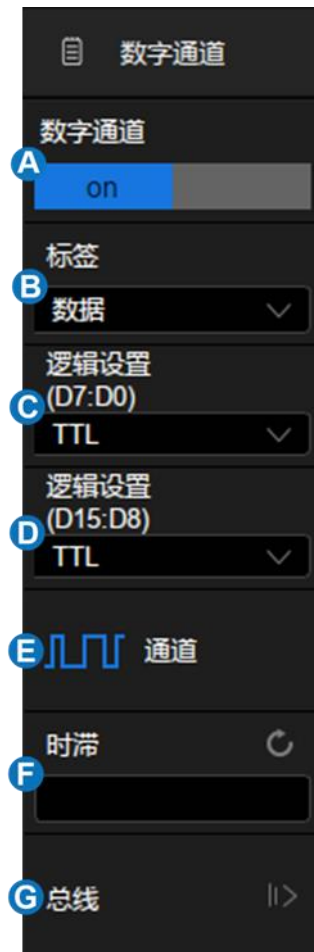 数字通道
数字通道
A
on
标签
B
数据
逻辑设置
(D7:D0)
C
TTL
逻辑设置
(D15:D8)
D
TTL
E 通道
时滞
F
G 总线